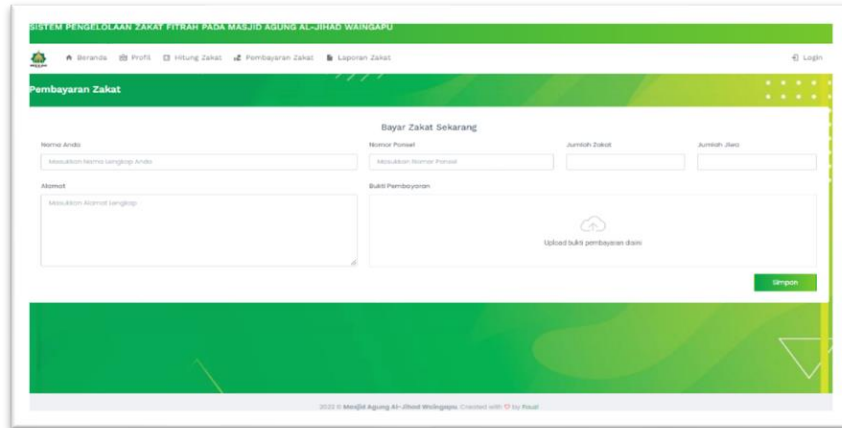 SISTEM PENGELOLAAN ZAKAT FITRAH PADA MASJID AGUNG AL-JIHAD WAINGAPU
Beranda Profil Hitung Zakat Pembayaran Zakat Laporan Zakat Login
Pembayaran Zakat
Bayar Zakat Sekarang
Nama Anda Nomor Ponsel Jumlah Zakat Jumlah Jiwa
Masukkan Nama Lengkap Anda Masukkan Nomor Ponsel
Alamat Bukti Pembayaran
Masukkan Alamat Lengkap
Upload bukti pembayaran disini
Simpan
2022 © Masjid Agung Al-Jihad Waingapu. Created with ♡ by